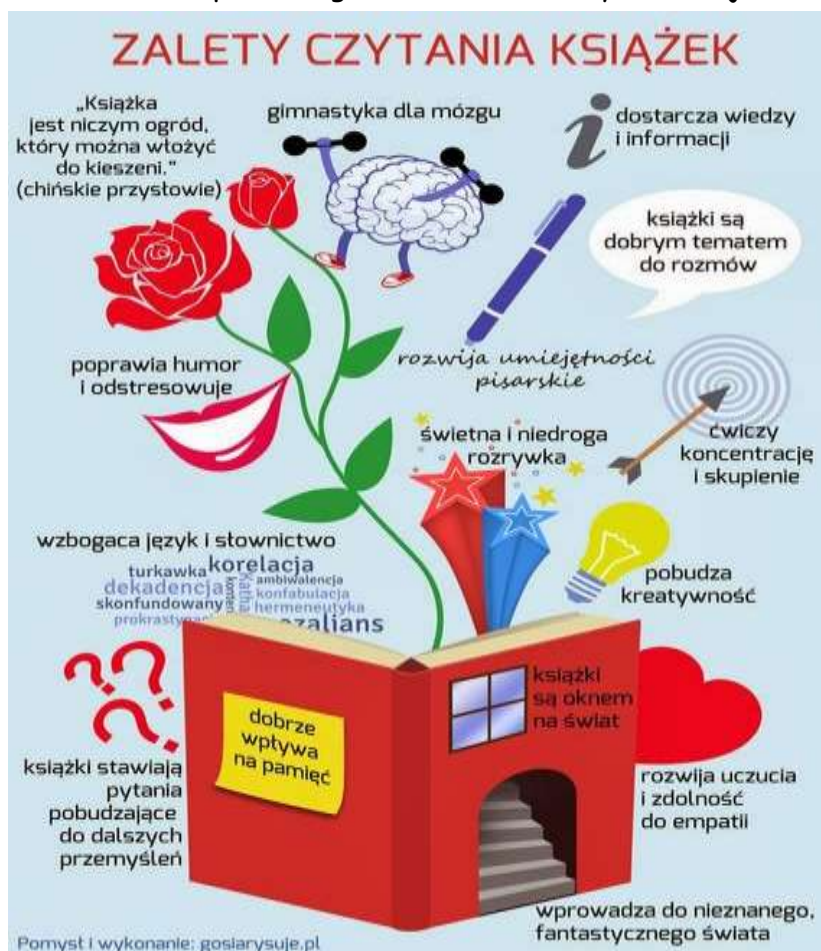 ZALETY CZYTANIA KSIĄŻEK
„Książka
jest niczym ogród,
który można włożyć
do kieszeni.”
(chińskie przysłowie)
gimnastyka dla mózgu
dostarcza wiedzy
i informacji
książki są
dobrym tematem
do rozmów
rozwija umiejętności
pisarskie
poprawia humor
i odstresowuje
świetna i niedroga
rozrywka
ćwiczy
koncentrację
i skupienie
wzbogaca język i słownictwo
turkawka korelacja
dekadencja ambiwalencja
konfabulacja
skonfundowany hermeneutyka
pobudza
kreatywność
książki
są oknem
na świat
dobrze
wpływa
na pamięć
książki stawiają
pytania
pobudzające
do dalszych
przemyśleń
rozwija uczucia
i zdolność
do empatii
wprowadza do nieznanego,
fantastycznego świata
Pomysł i wykonanie: gosiarysuje.pl